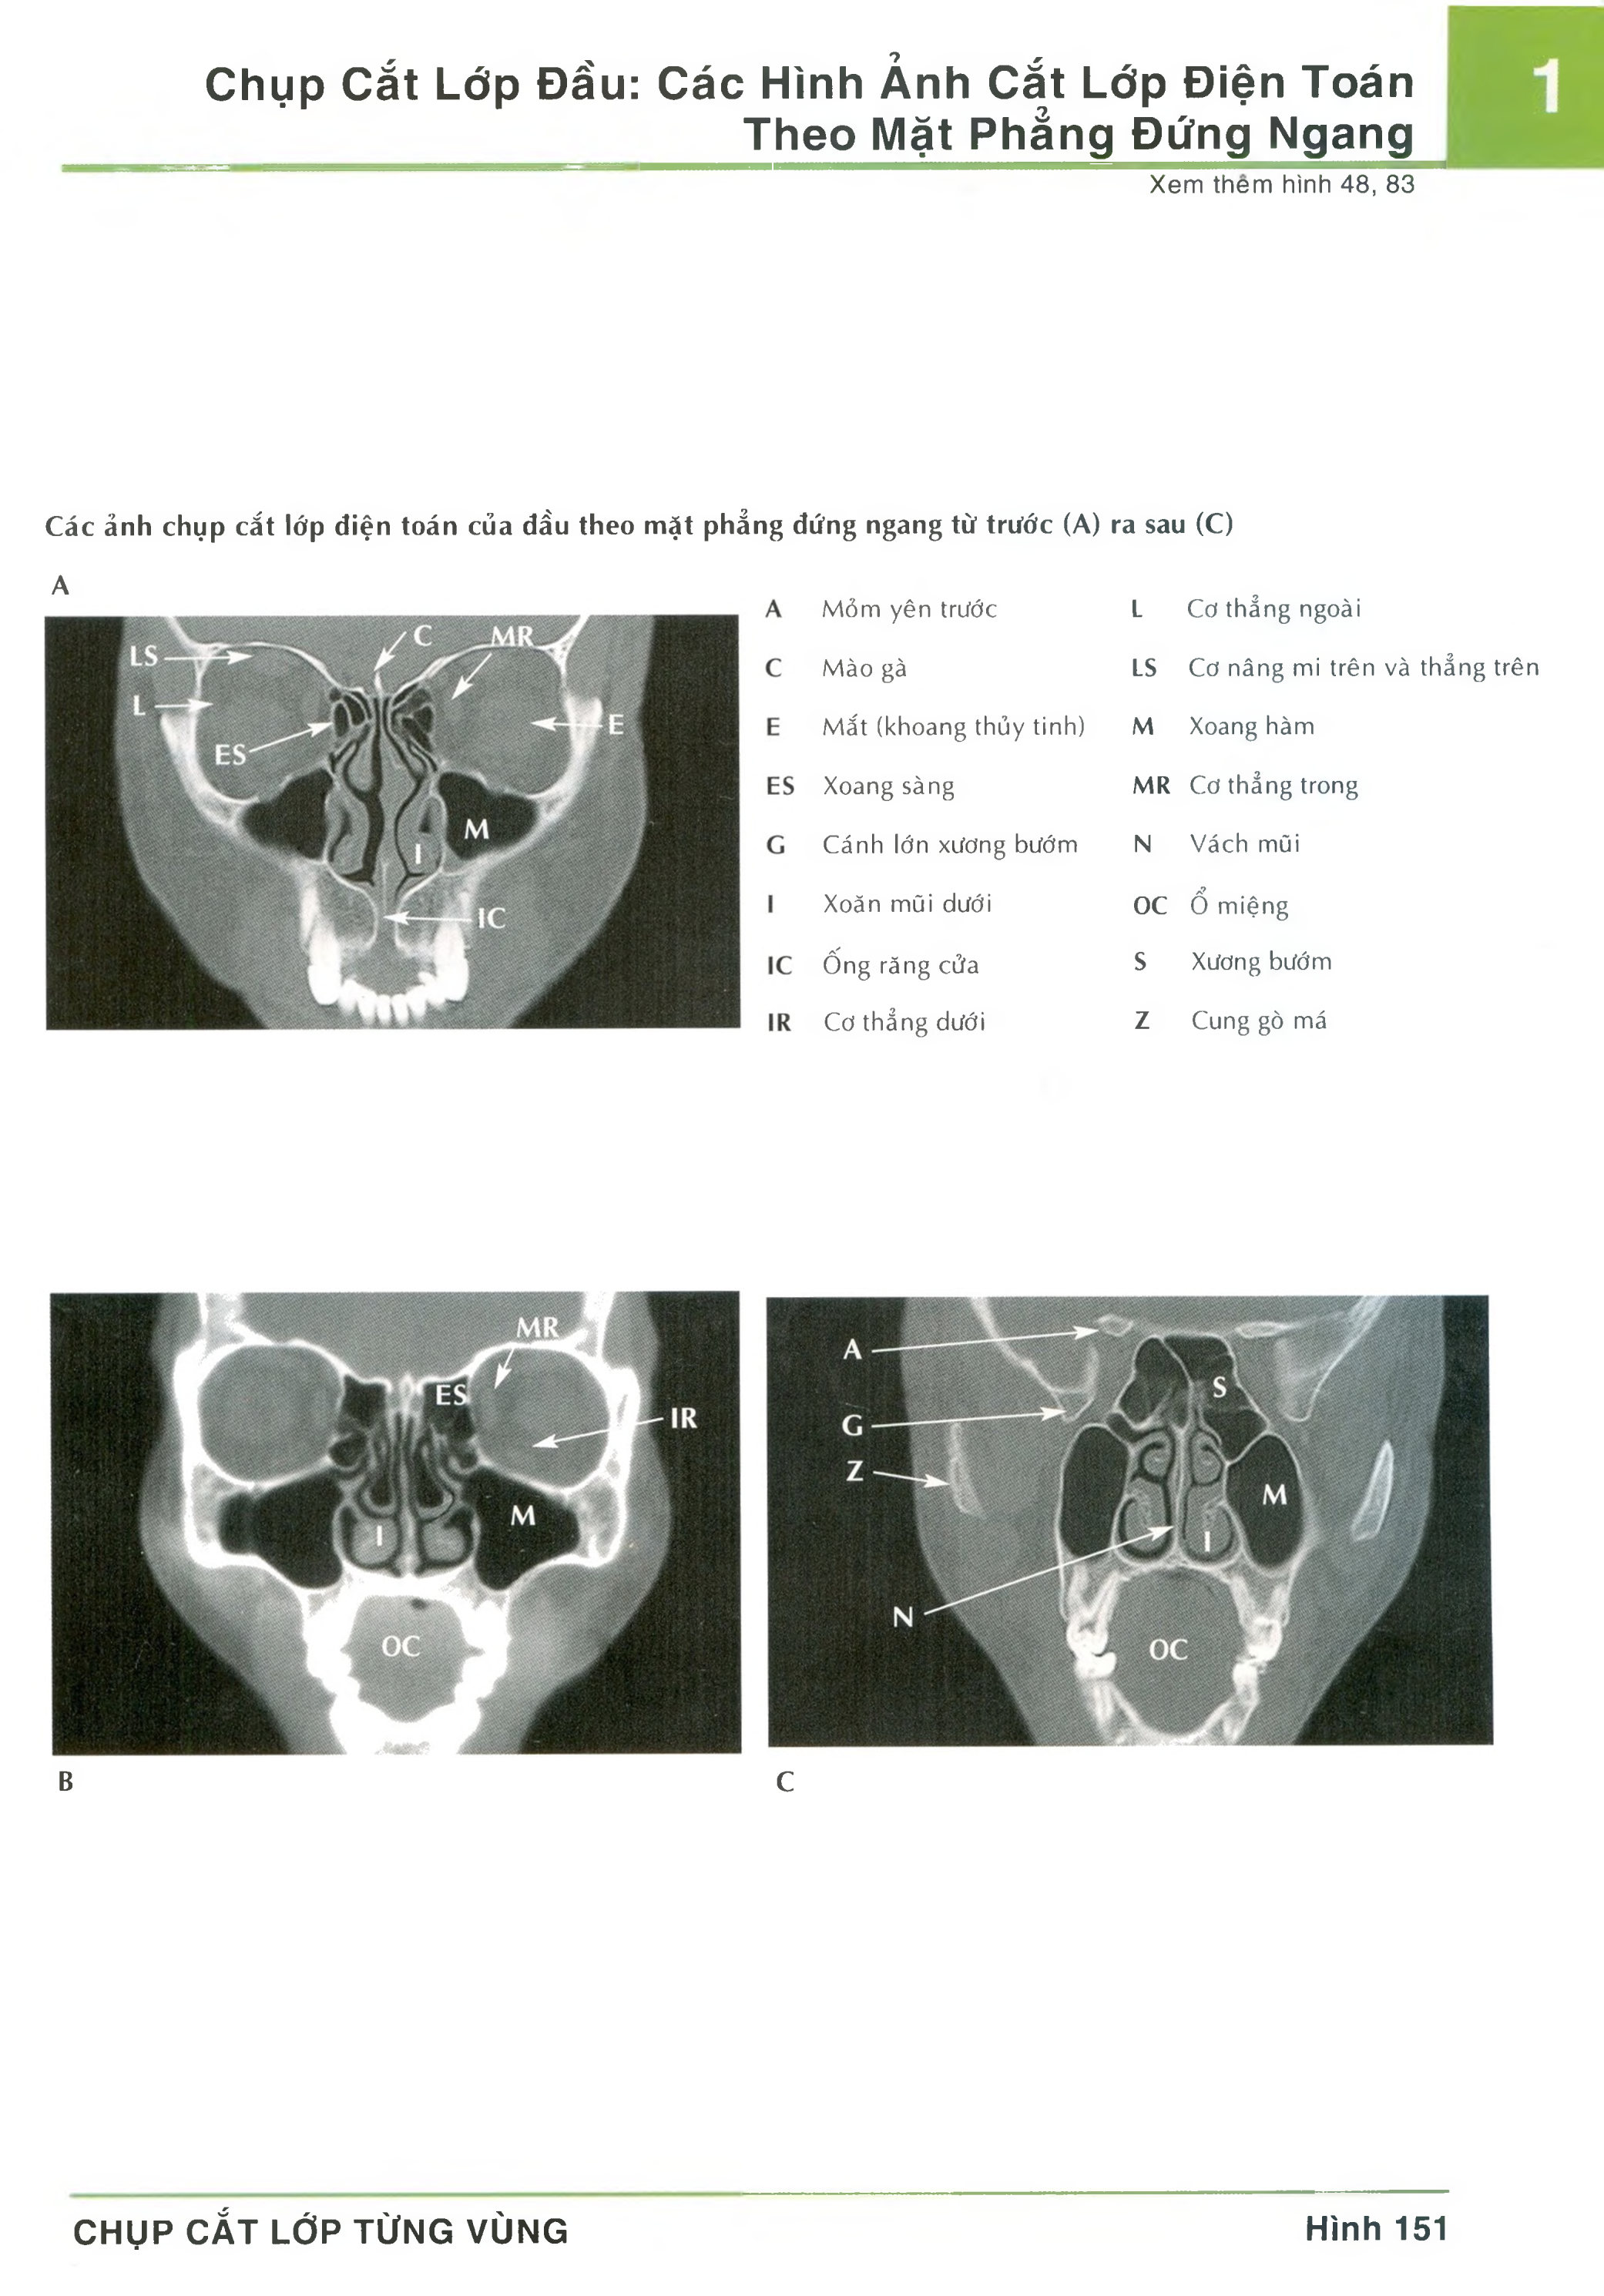 Chụp Cắt Lớp Đầu: Các Hình Ảnh Cắt Lớp Điện Toán
Theo Mặt Phẳng Đứng Ngang
1
Xem thêm hình 48, 83
Các ảnh chụp cắt lớp điện toán của đầu theo mặt phẳng đứng ngang từ trước (A) ra sau (C)
A
C
MR
LS
L
E
ES
M
I
IC
A Mỏm yên trước
C Mào gà
E Mắt (khoang thủy tinh)
ES Xoang sàng
G Cánh lớn xương bướm
I Xoăn mũi dưới
IC Ống răng cửa
IR Cơ thẳng dưới
L Cơ thẳng ngoài
LS Cơ nâng mi trên và thẳng trên
M Xoang hàm
MR Cơ thẳng trong
N Vách mũi
OC Ổ miệng
S Xương bướm
Z Cung gò má
MR
ES
IR
M
I
OC
B
A
S
G
Z
M
I
N
OC
C
CHỤP CẮT LỚP TỪNG VÙNG
Hình 151